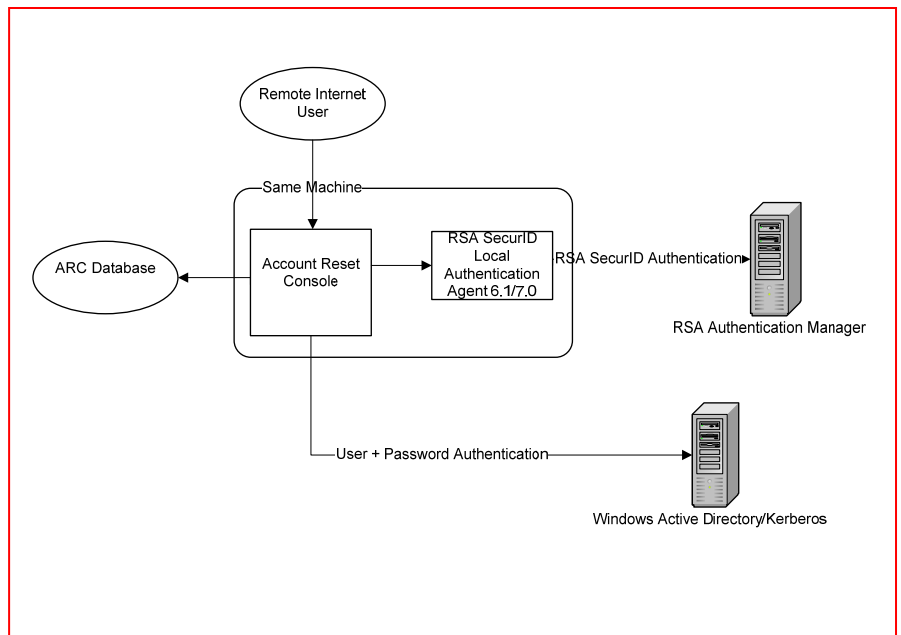 Remote Internet
User
Same Machine
ARC Database
Account Reset
Console
RSA SecurID
Local
Authentication
Agent 6.1/7.0
RSA SecurID Authentication
RSA Authentication Manager
User + Password Authentication
Windows Active Directory/Kerberos